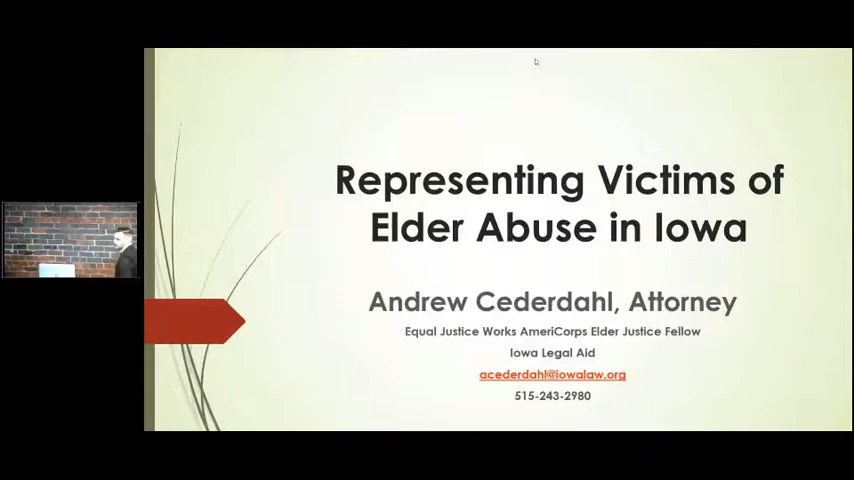 Representing Victims of
Elder Abuse in Iowa
Andrew Cederdahl, Attorney
Equal Justice Works AmeriCorps Elder Justice Fellow
Iowa Legal Aid
acederdahl@iowalaw.org
515-243-2980